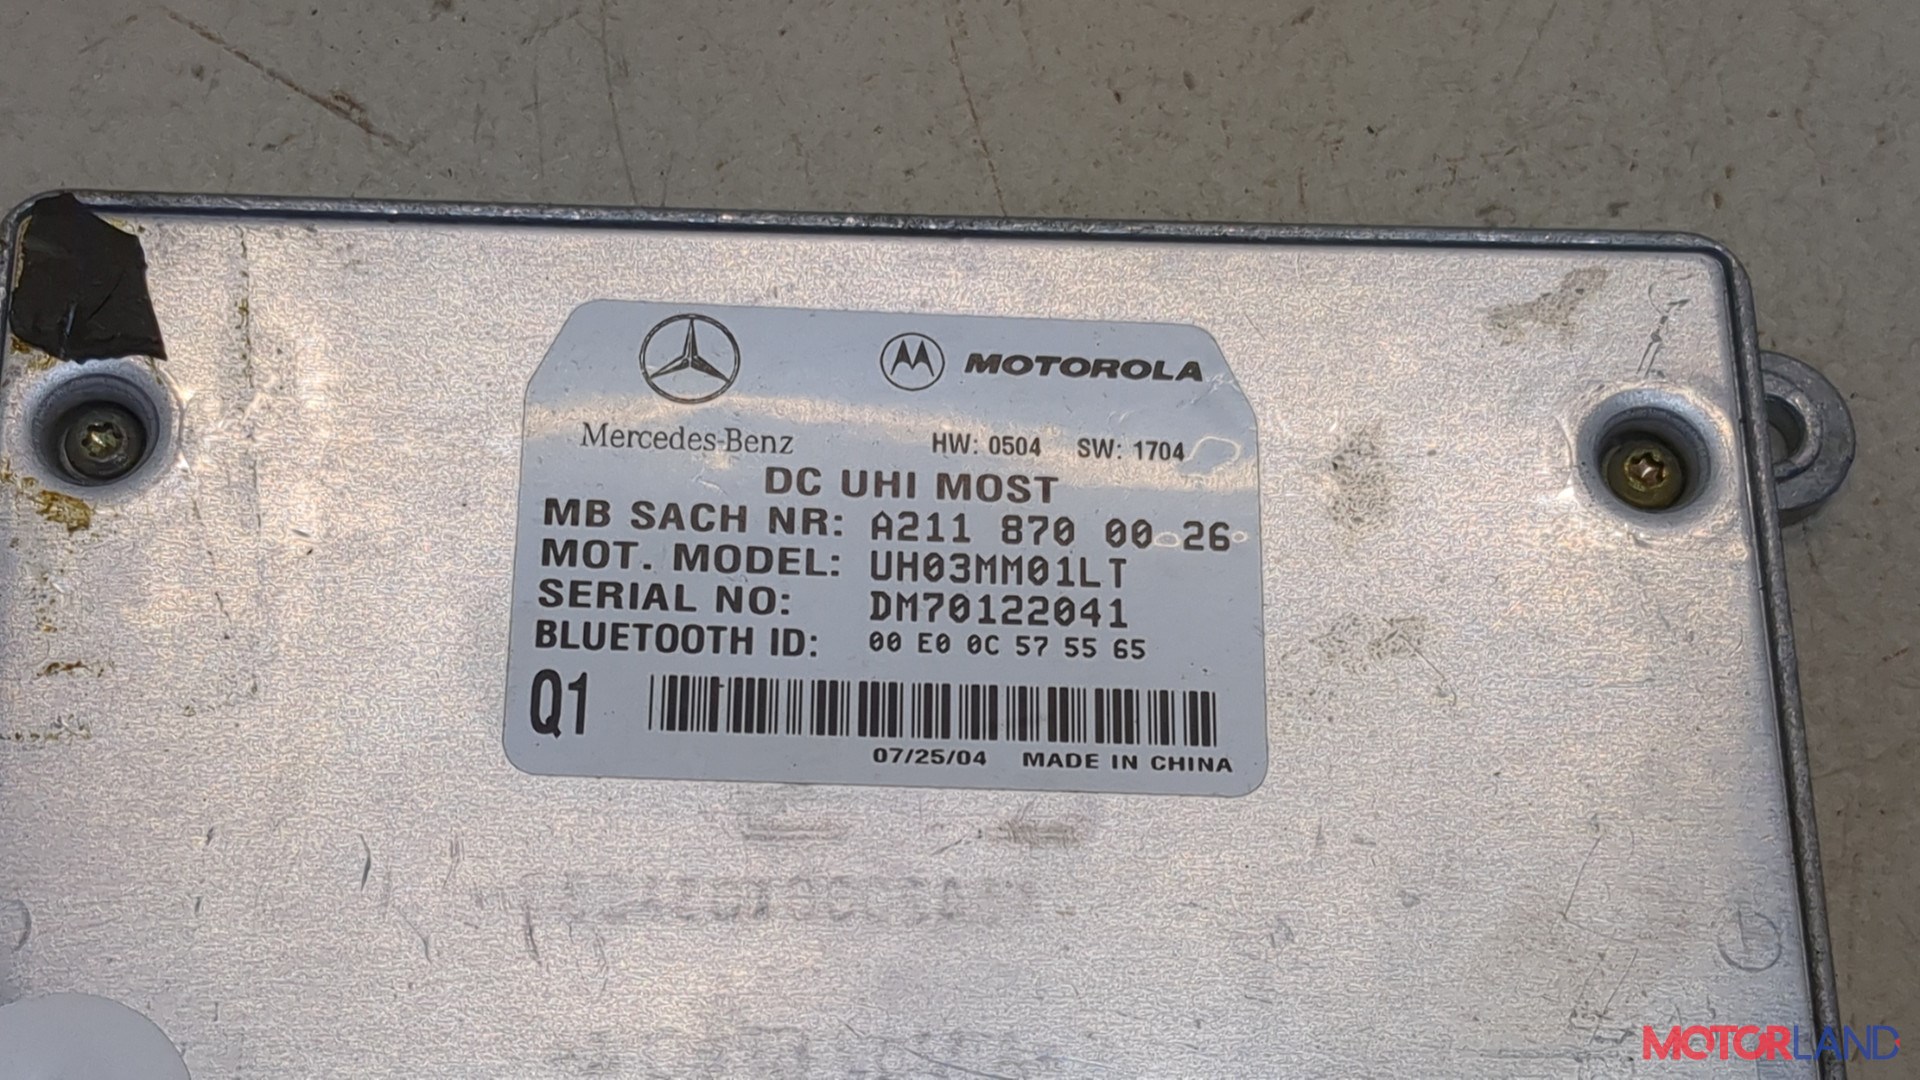 MOTOROLA
Mercedes-Benz HW: 0504 SW: 1704
DC UHI MOST
MB SACH NR: A211 870 00 26
MOT. MODEL: UH03MM01LT
SERIAL NO: DM70122041
BLUETOOTH ID: 00 E0 0C 57 55 65
Q1
07/25/04 MADE IN CHINA
MOTORLAND